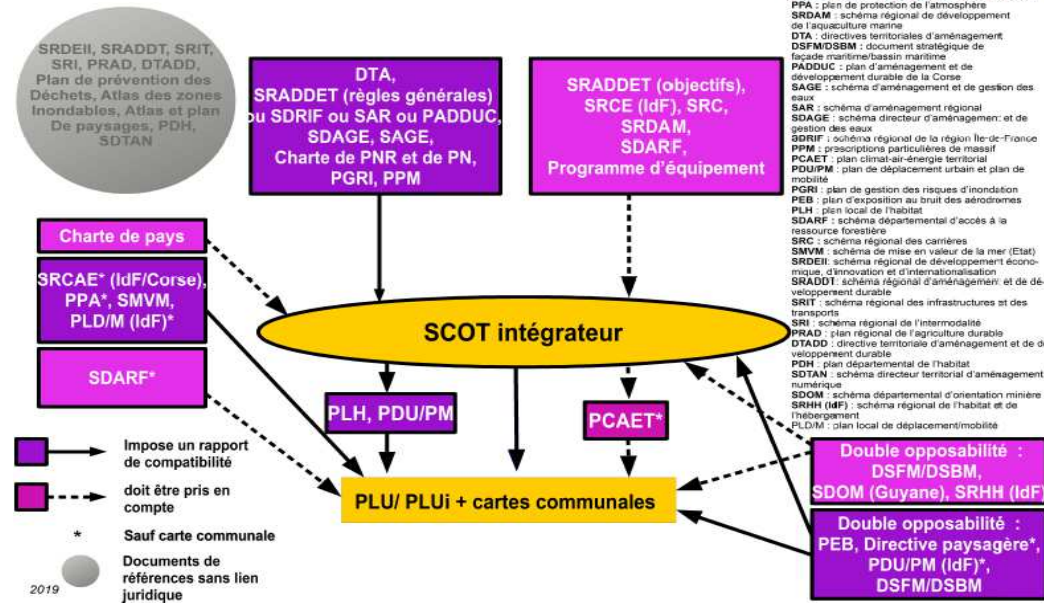 SRDEII, SRADDT, SRIT,
SRI, PRAD, DTADD,
Plan de prévention des
Déchets, Atlas des zones
Inondables, Atlas et plan
De paysages, PDH,
SDTAN
DTA,
SRADDET (règles générales)
ou SDRIF ou SAR ou PADDUC,
SDAGE, SAGE,
Charte de PNR et de PN,
PGRI, PPM
SRADDET (objectifs),
SRCE (IdF), SRC,
SRDAM,
SDARF,
Programme d'équipement
Charte de pays
SRCAE* (IdF/Corse),
PPA*, SMVM,
PLD/M (IdF)*
SDARF*
SCOT intégrateur
PLH, PDU/PM
PCAET*
PLU/ PLUi + cartes communales
Double opposabilité :
DSFM/DSBM,
SDOM (Guyane), SRHH (IdF)
Double opposabilité :
PEB, Directive paysagère*,
PDU/PM (IdF)*,
DSFM/DSBM
Impose un rapport
de compatibilité
doit être pris en
compte
* Sauf carte communale
Documents de
références sans lien
juridique
2019
PPA : plan de protection de l'atmosphère
SRDAM : schéma régional de développement
de l'aquaculture marine
DTA : directives territoriales d'aménagement
DSFM/DSBM : document stratégique de
façade maritime/bassin maritime
PADDUC : plan d'aménagement et de
développement durable de la Corse
SAGE : schéma d'aménagement et de gestion des
eaux
SAR : schéma d'aménagement régional
SDAGE : schéma directeur d'aménagement et de
gestion des eaux
SDRIF : schéma régional de la région Île-de-France
PPM : prescriptions particulières de massif
PCAET : plan climat-air-énergie territorial
PDU/PM : plan de déplacement urbain et plan de
mobilité
PGRI : plan de gestion des risques d'inondation
PEB : plan d'exposition au bruit des aérodromes
PLH : plan local de l'habitat
SDARF : schéma départemental d'accès à la
ressource forestière
SRC : schéma régional des carrières
SMVM : schéma de mise en valeur de la mer (Etat)
SRDEII: schéma régional de développement écono-
mique, d'innovation et d'internationalisation
SRADDT: schéma régional d'aménagement et de dé-
veloppement durable
SRIT : schéma régional des infrastructures et des
transports
SRI : schéma régional de l'intermodalité
PRAD : plan régional de l'agriculture durable
DTADD : directive territoriale d'aménagement et de d
veloppement durable
PDH : plan départemental de l'habitat
SDTAN : schéma directeur territorial d'aménagement
numérique
SDOM : schéma départemental d'orientation minière
SRHH (IdF) : schéma régional de l'habitat et de
l'hébergement
PLD/M : plan local de déplacement/mobilité